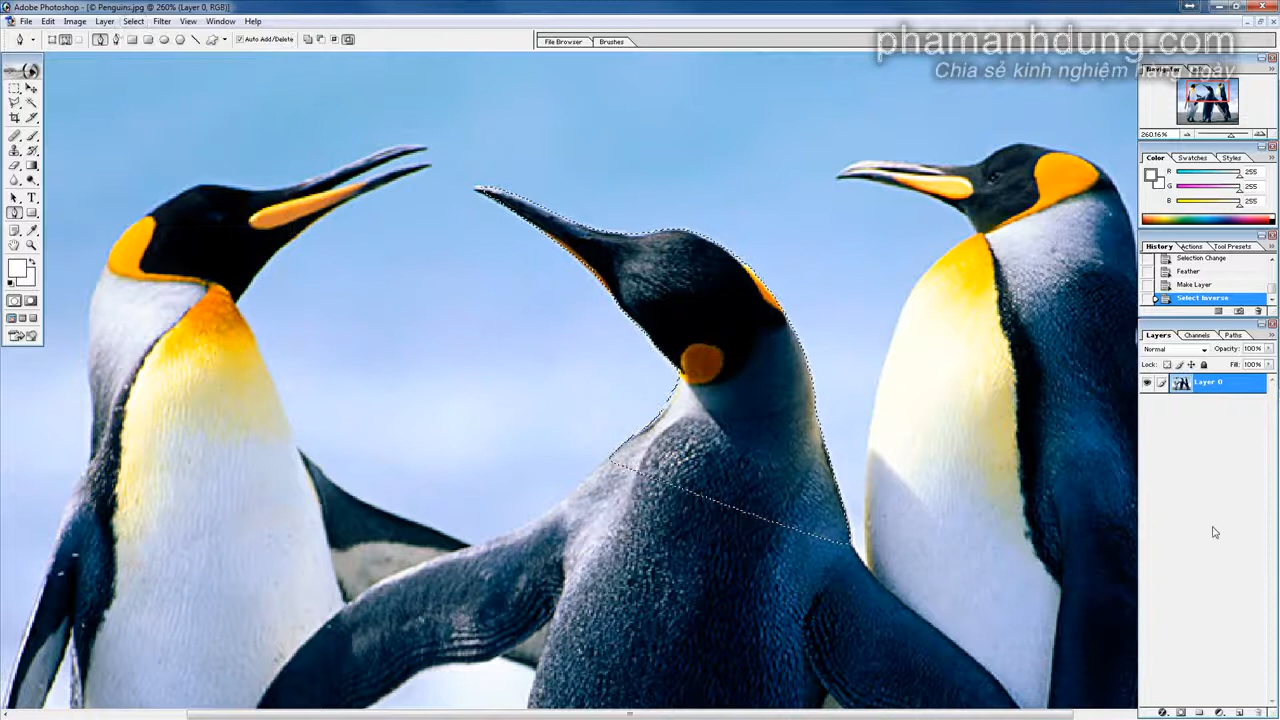 Adobe Photoshop - [© Penguins.jpg @ 260% (Layer 0, RGB)]
File Edit Image Layer Select Filter View Window Help
Auto Add/Delete
File Browser Brushes
phamanhdung.com
Chia sẻ kinh nghiệm hàng ngày
Navigator Info
260.16%
Color Swatches Styles
R 255
G 255
B 255
History Actions Tool Presets
Selection Change
Feather
Make Layer
Select Inverse
Layers Channels Paths
Normal Opacity: 100%
Lock: Fill: 100%
Layer 0